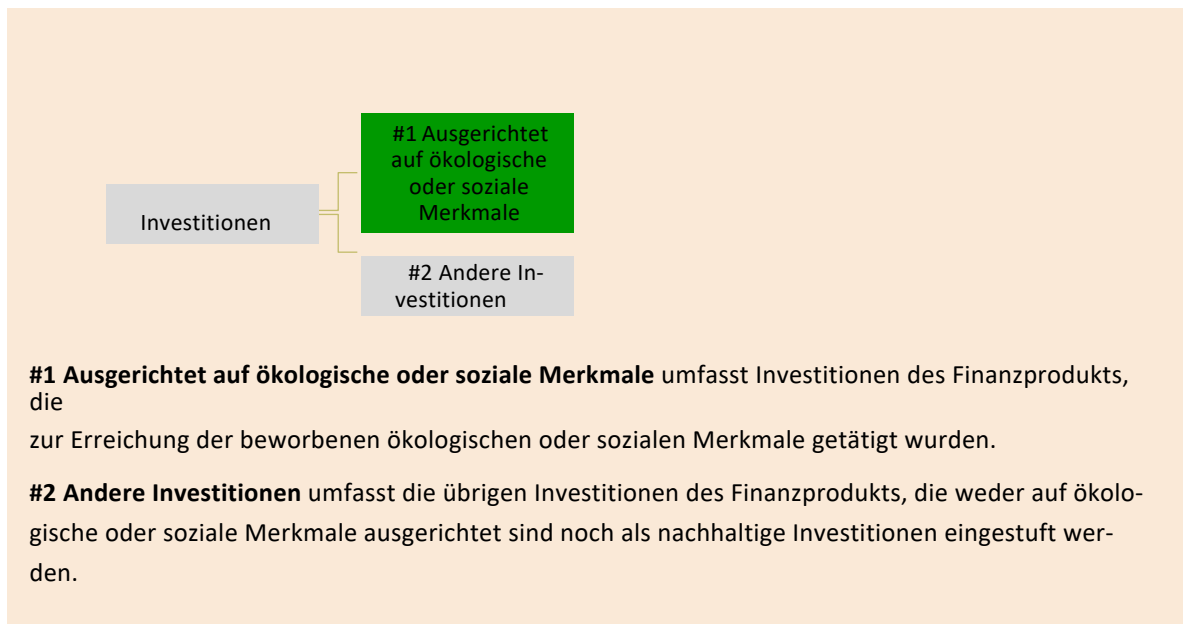 #1 Ausgerichtet
auf ökologische
oder soziale
Merkmale
Investitionen
#2 Andere In-
vestitionen
#1 Ausgerichtet auf ökologische oder soziale Merkmale umfasst Investitionen des Finanzprodukts,
die
zur Erreichung der beworbenen ökologischen oder sozialen Merkmale getätigt wurden.
#2 Andere Investitionen umfasst die übrigen Investitionen des Finanzprodukts, die weder auf ökolo-
gische oder soziale Merkmale ausgerichtet sind noch als nachhaltige Investitionen eingestuft wer-
den.